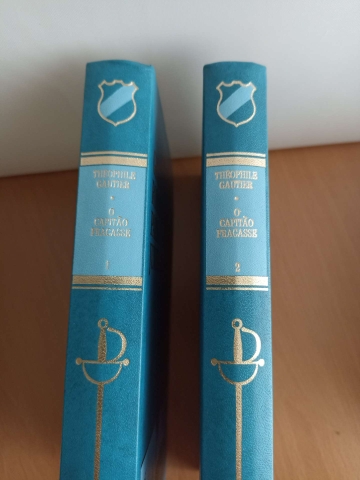 THÉOPHILE
GAUTIER
O
CAPITÃO
FRACASSE
1
THÉOPHILE
GAUTIER
O
CAPITÃO
FRACASSE
2